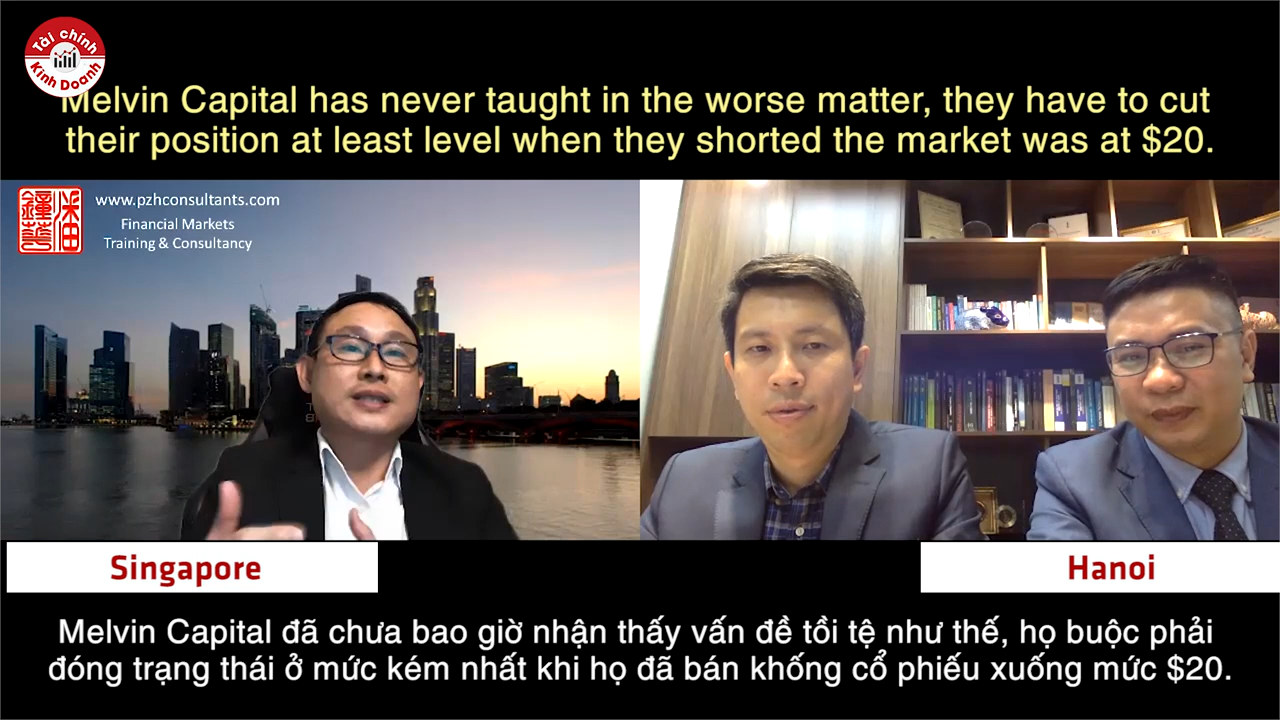 Tài chính
Kinh Doanh
Melvin Capital has never taught in the worse matter, they have to cut
their position at least level when they shorted the market was at $20.
www.pzhconsultants.com
Financial Markets
Training & Consultancy
Singapore
Hanoi
Melvin Capital đã chưa bao giờ nhận thấy vấn đề tồi tệ như thế, họ buộc phải
đóng trạng thái ở mức kém nhất khi họ đã bán khống cổ phiếu xuống mức $20.